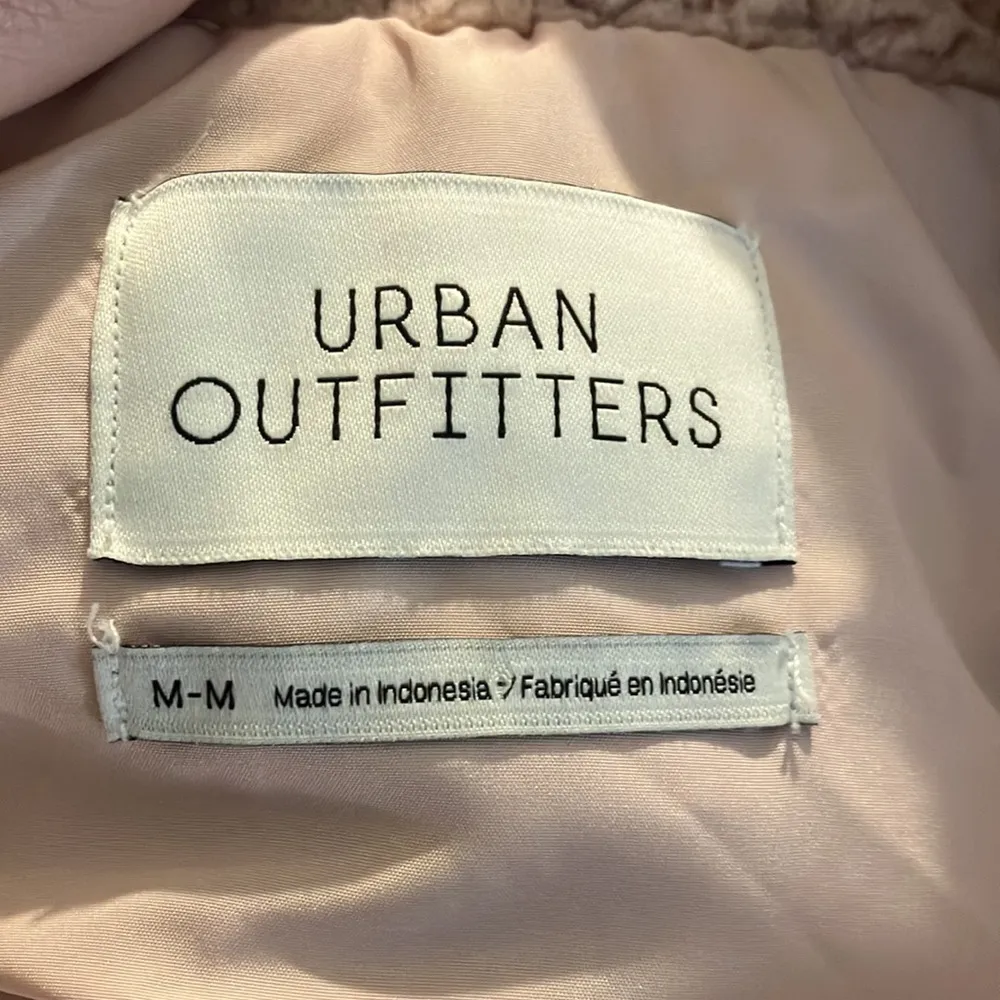 URBAN
OUTFITTERS
M-M Made in Indonesia / Fabriqué en Indonésie